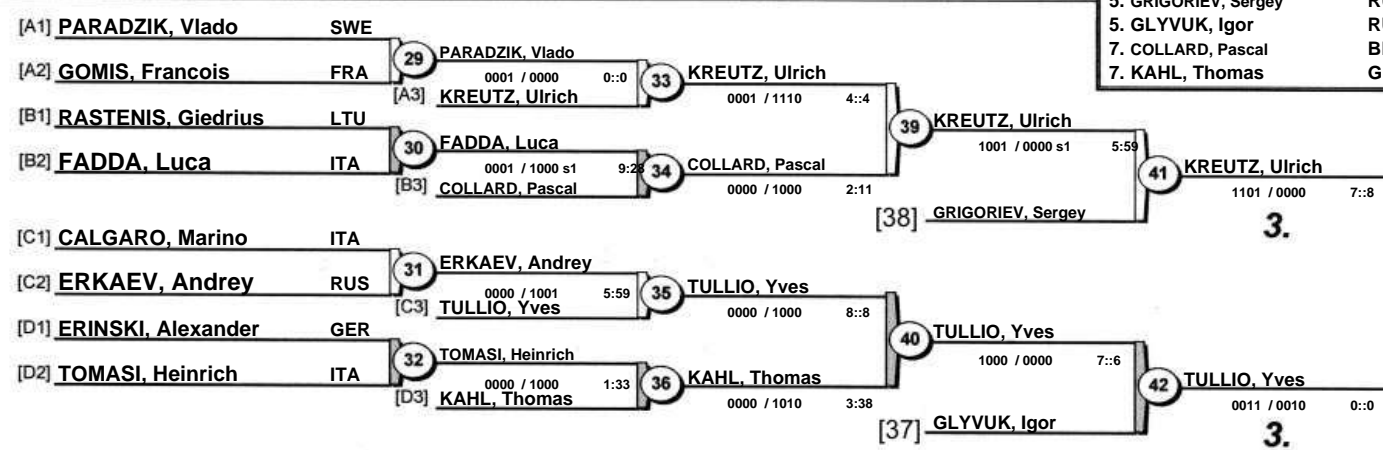 5. GRIGORIEV, Sergey
5. GLYVUK, Igor
7. COLLARD, Pascal
7. KAHL, Thomas G
[A1] PARADZIK, Vlado SWE
[A2] GOMIS, Francois FRA
29
PARADZIK, Vlado
0001 / 0000 0::0
[A3] KREUTZ, Ulrich
33
KREUTZ, Ulrich
0001 / 1110 4::4
[B1] RASTENIS, Giedrius LTU
[B2] FADDA, Luca ITA
30
FADDA, Luca
0001 / 1000 s1 9:28
[B3] COLLARD, Pascal
34
COLLARD, Pascal
0000 / 1000 2:11
39
KREUTZ, Ulrich
1001 / 0000 s1 5:59
[38] GRIGORIEV, Sergey
41
KREUTZ, Ulrich
1101 / 0000 7::8
3.
[C1] CALGARO, Marino ITA
[C2] ERKAEV, Andrey RUS
31
ERKAEV, Andrey
0000 / 1001 5:59
[C3] TULLIO, Yves
35
TULLIO, Yves
0000 / 1000 8::8
[D1] ERINSKI, Alexander GER
[D2] TOMASI, Heinrich ITA
32
TOMASI, Heinrich
0000 / 1000 1:33
[D3] KAHL, Thomas
36
KAHL, Thomas
0000 / 1010 3:38
40
TULLIO, Yves
1000 / 0000 7::6
[37] GLYVUK, Igor
42
TULLIO, Yves
0011 / 0010 0::0
3.